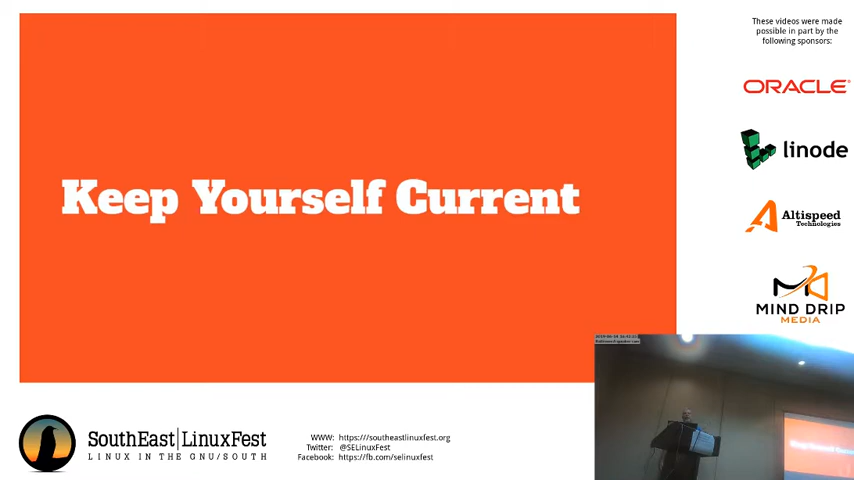 These videos were made
possible in part by the
following sponsors:
Keep Yourself Current
ORACLE
linode
Altispeed
Technologies
MIND DRIP
MEDIA
SouthEast|LinuxFest
LINUX IN THE GNU/SOUTH
WWW: https:///southeastlinuxfest.org
Twitter: @SELinuxFest
Facebook: https://fb.com/selinuxfest